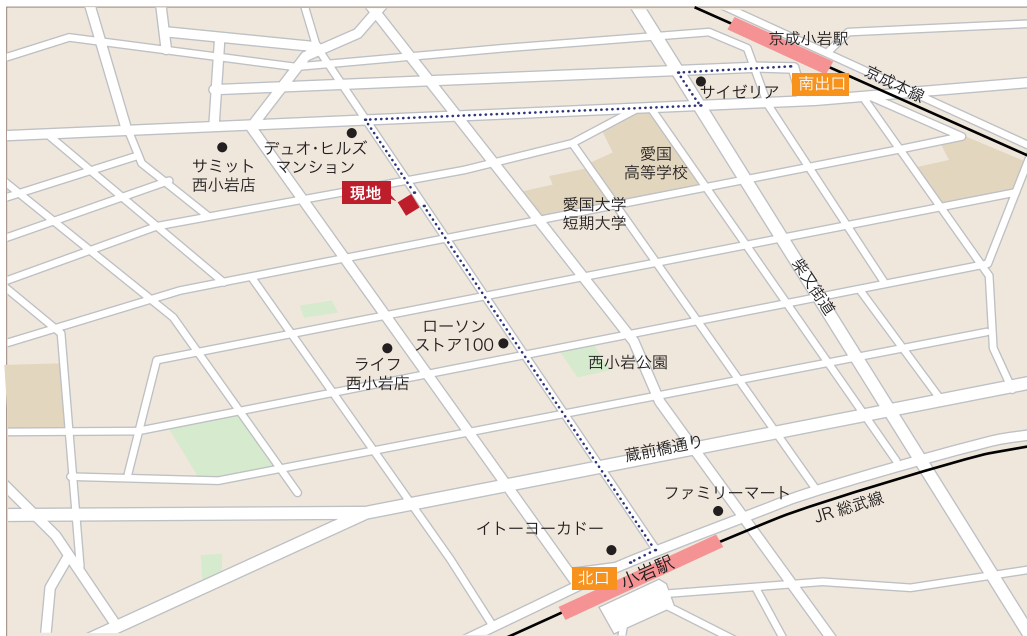 京成小岩駅
南出口
京成本線
サイゼリア
デュオ・ヒルズ
マンション
サミット
西小岩店
現地
愛国
高等学校
愛国大学
短期大学
柴又街道
ローソン
ストア100
ライフ
西小岩店
西小岩公園
蔵前橋通り
ファミリーマート
JR 総武線
イトーヨーカドー
北口
小岩駅